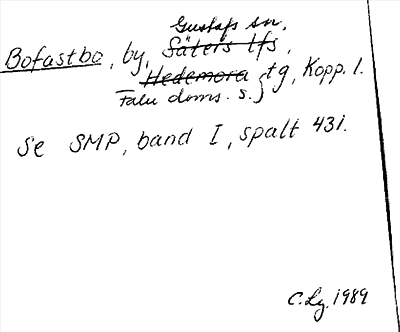 Gustafs sn,
Bofastbo, by, Säters lfs,
Hedemora tg, Kopp. l.
Falu doms. s.
Se SMP, band I, spalt 431.
C. Lg. 1989